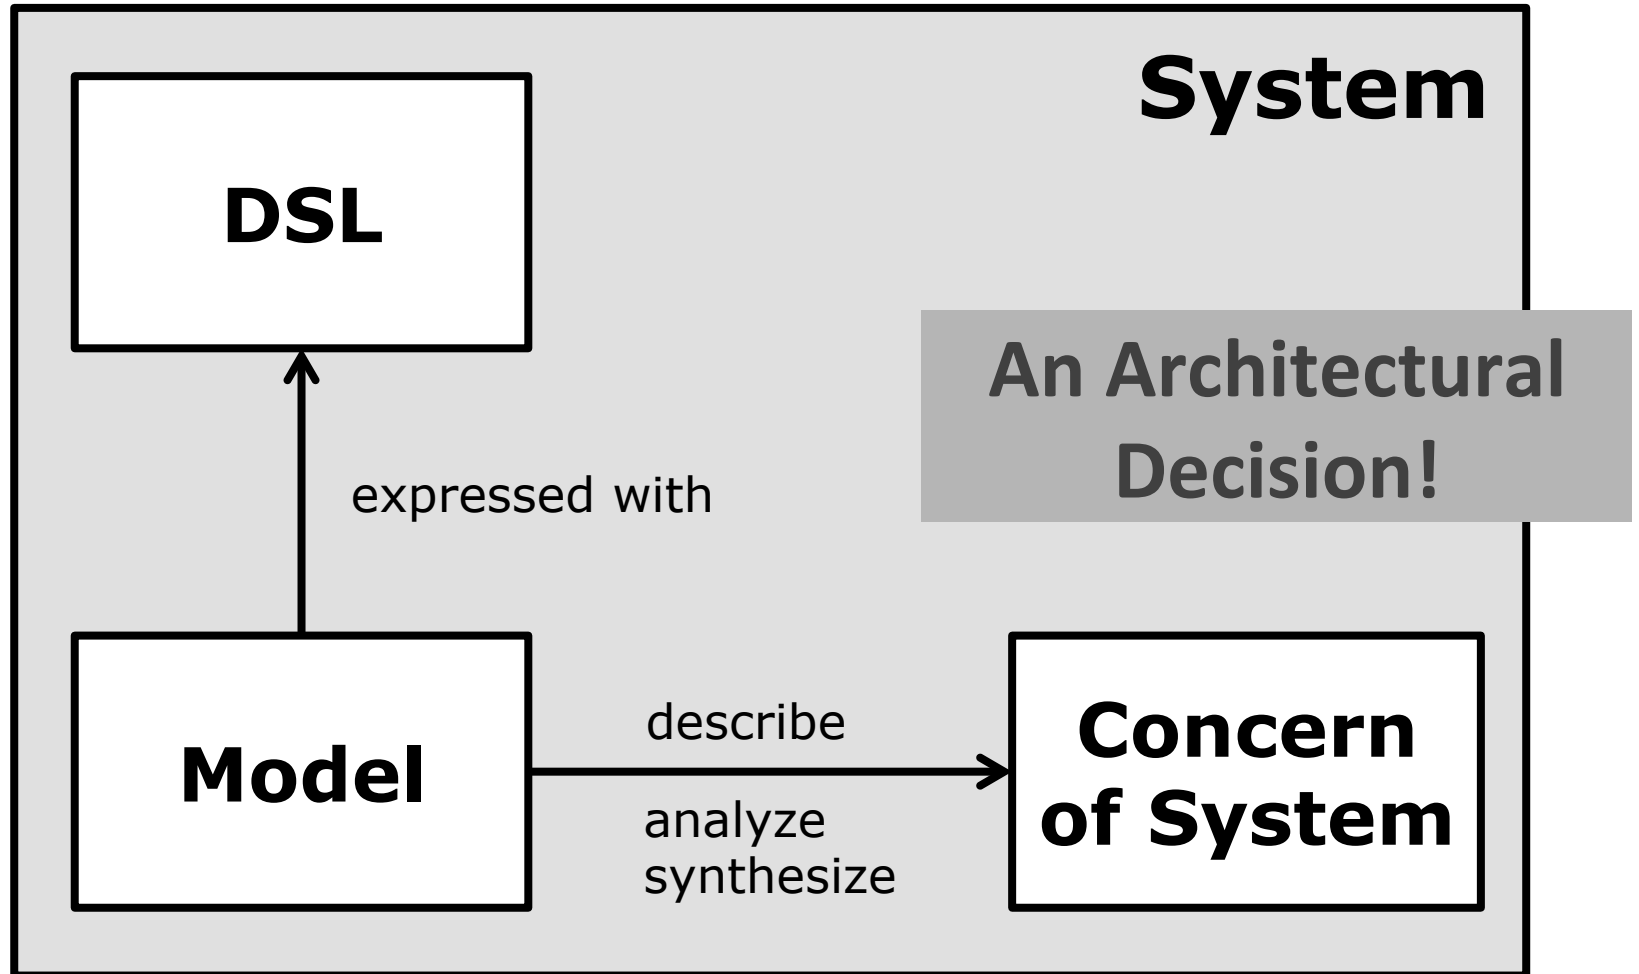 System
DSL
An Architectural
Decision!
expressed with
describe
Model
Concern
of System
analyze
synthesize